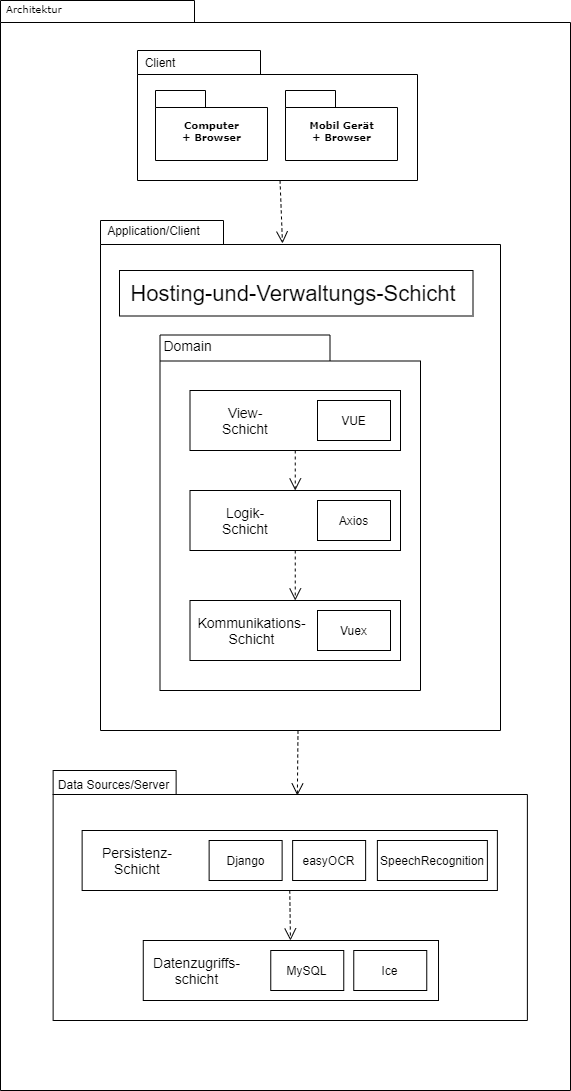 Architektur
Client
Computer
+ Browser
Mobil Gerät
+ Browser
Application/Client
Hosting-und-Verwaltungs-Schicht
Domain
View-
Schicht
VUE
Logik-
Schicht
Axios
Kommunikations-
Schicht
Vuex
Data Sources/Server
Persistenz-
Schicht
Django
easyOCR
SpeechRecognition
Datenzugriffs-
schicht
MySQL
Ice